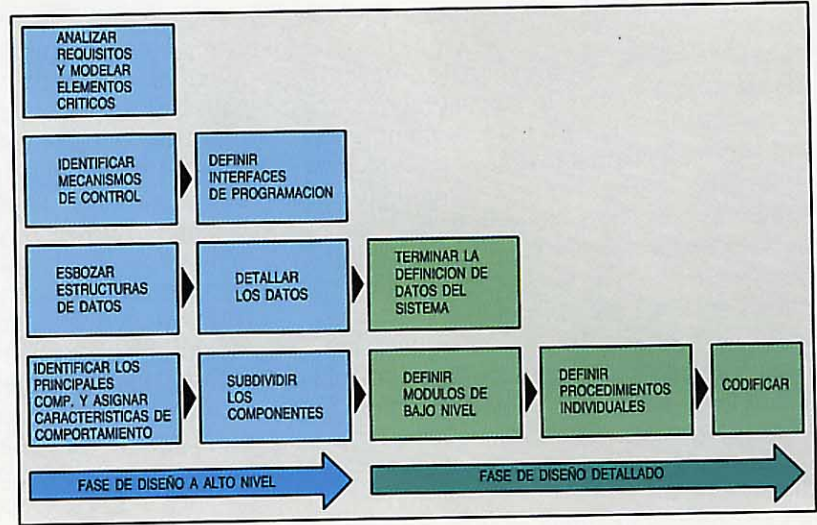 ANALIZAR
REQUISITOS
Y MODELAR
ELEMENTOS
CRITICOS
IDENTIFICAR
MECANISMOS
DE CONTROL
DEFINIR
INTERFACES
DE PROGRAMACION
ESBOZAR
ESTRUCTURAS
DE DATOS
DETALLAR
LOS DATOS
TERMINAR LA
DEFINICION DE
DATOS DEL
SISTEMA
IDENTIFICAR LOS
PRINCIPALES
COMP. Y ASIGNAR
CARACTERISTICAS DE
COMPORTAMIENTO
SUBDIVIDIR
LOS
COMPONENTES
DEFINIR
MODULOS DE
BAJO NIVEL
DEFINIR
PROCEDIMIENTOS
INDIVIDUALES
CODIFICAR
FASE DE DISEÑO A ALTO NIVEL
FASE DE DISEÑO DETALLADO